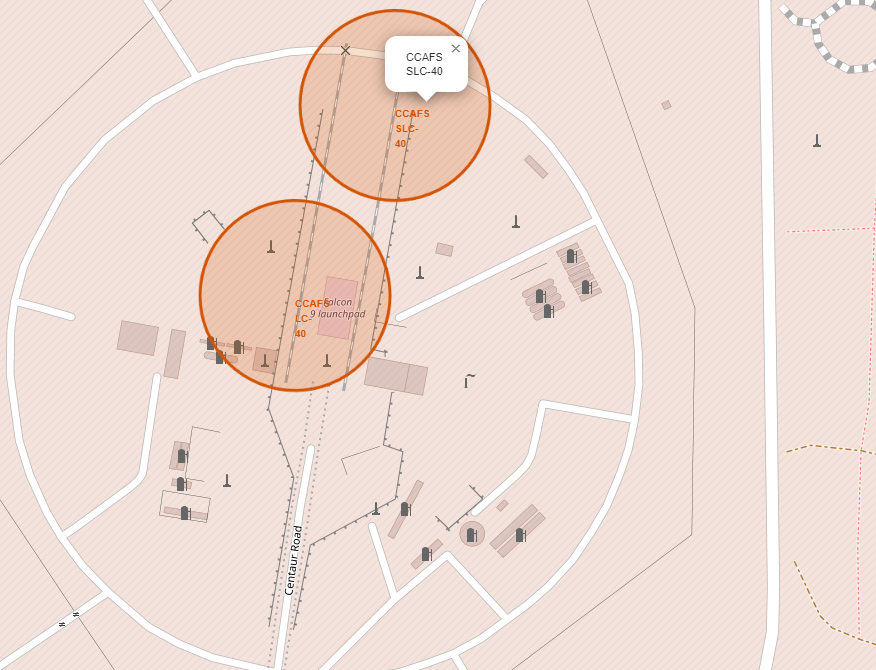 CCAFS
SLC-40
×
CCAFS
SLC-
40
CCAFS
LC-
40
Falcon
9 launchpad
Centaur Road